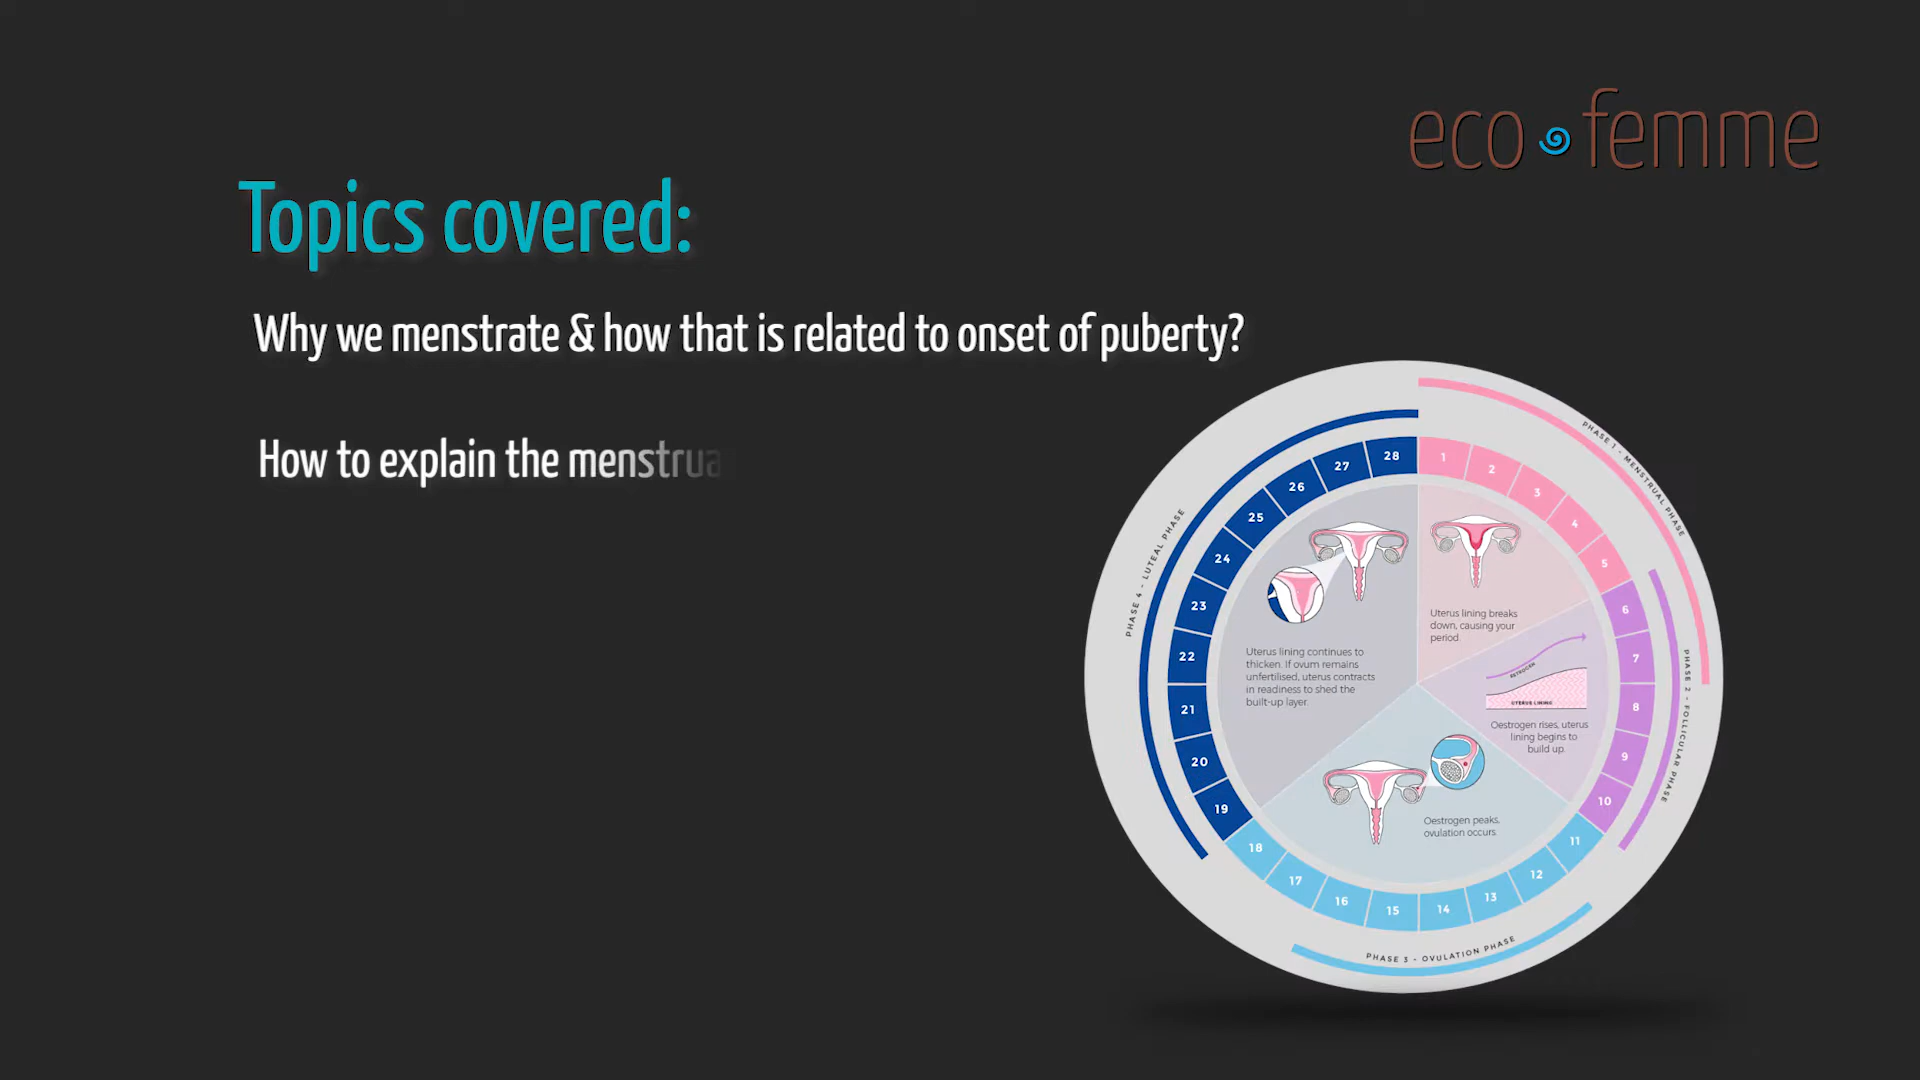 eco femme
Topics covered:
Why we menstrate & how that is related to onset of puberty?
How to explain the menstrua
PHASE 1 - MENSTRUAL PHASE
PHASE 2 - FOLLICULAR PHASE
PHASE 3 - OVULATION PHASE
PHASE 4 - LUTEAL PHASE
1
2
3
4
5
6
7
8
9
10
11
12
13
14
15
16
17
18
19
20
21
22
23
24
25
26
27
28
Uterus lining breaks
down, causing your
period.
OETROGEN
UTERUS LINING
Oestrogen rises, uterus
lining begins to
build up.
Oestrogen peaks,
ovulation occurs.
Uterus lining continues to
thicken. If ovum remains
unfertilised, uterus contracts
in readiness to shed the
built-up layer.